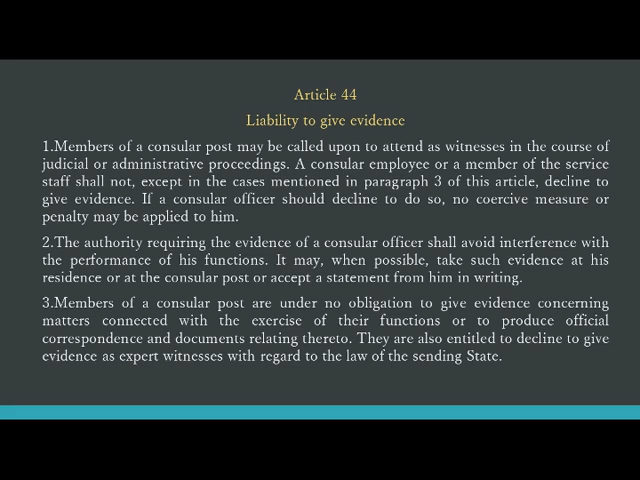 Article 44
Liability to give evidence
1.Members of a consular post may be called upon to attend as witnesses in the course of
judicial or administrative proceedings. A consular employee or a member of the service
staff shall not, except in the cases mentioned in paragraph 3 of this article, decline to
give evidence. If a consular officer should decline to do so, no coercive measure or
penalty may be applied to him.
2.The authority requiring the evidence of a consular officer shall avoid interference with
the performance of his functions. It may, when possible, take such evidence at his
residence or at the consular post or accept a statement from him in writing.
3.Members of a consular post are under no obligation to give evidence concerning
matters connected with the exercise of their functions or to produce official
correspondence and documents relating thereto. They are also entitled to decline to give
evidence as expert witnesses with regard to the law of the sending State.